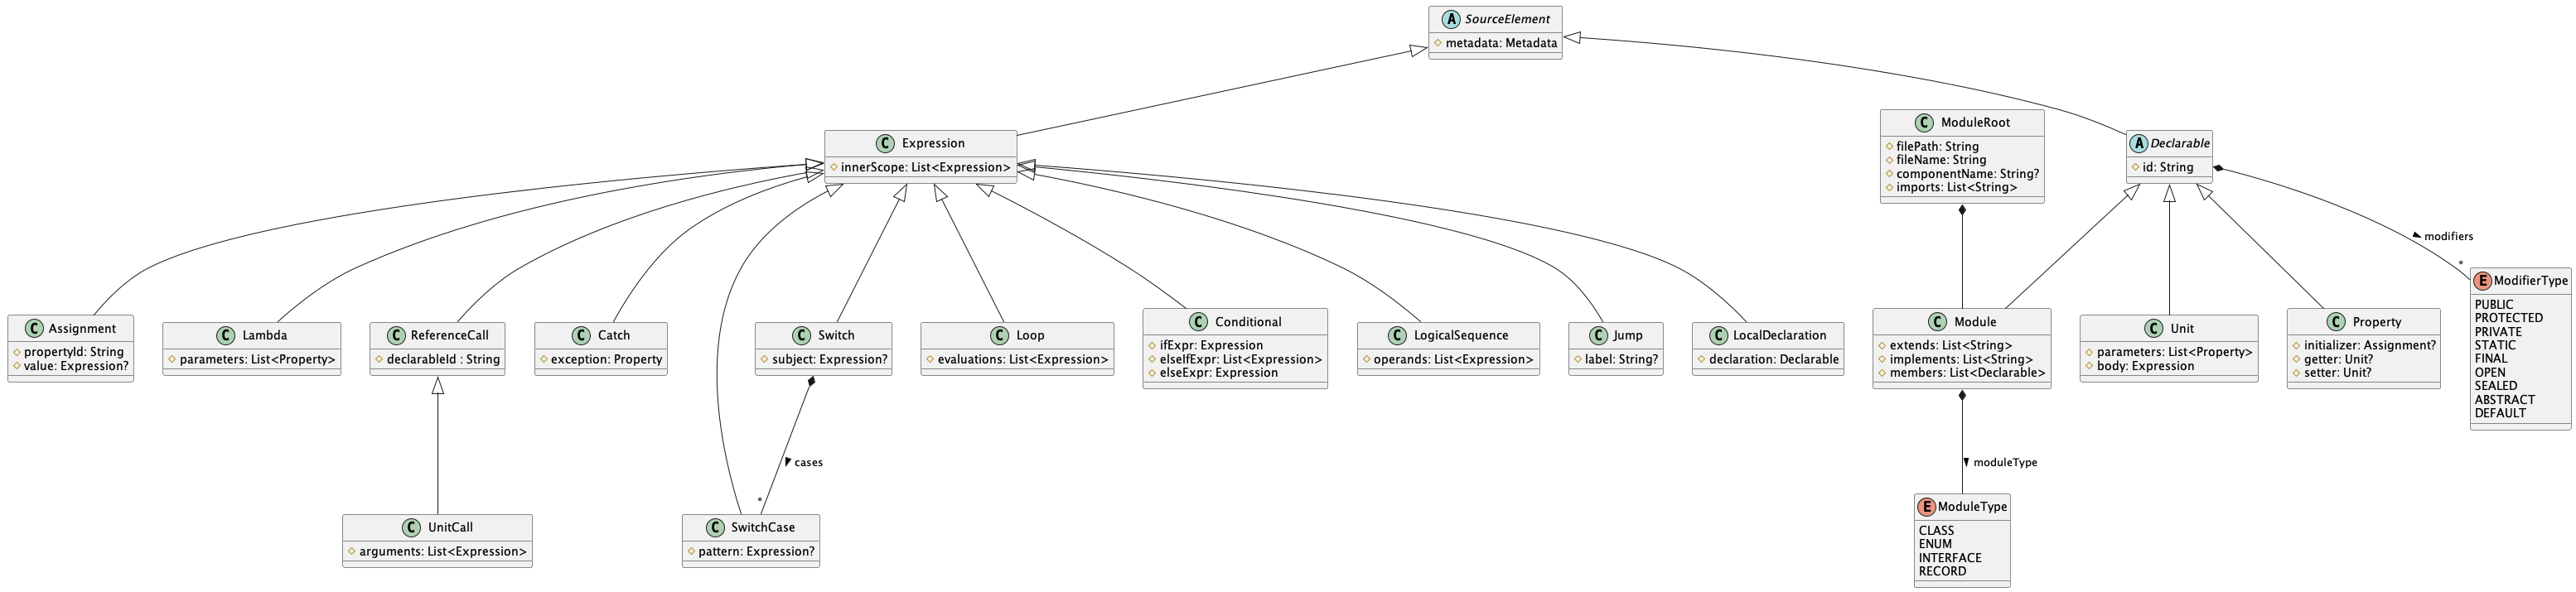 A SourceElement
metadata: Metadata
C Expression
innerScope: List<Expression>
C ModuleRoot
filePath: String
fileName: String
componentName: String?
imports: List<String>
A Declarable
id: String
modifiers
*
C Assignment
propertyId: String
value: Expression?
C Lambda
parameters: List<Property>
C ReferenceCall
declarableId : String
C Catch
exception: Property
C Switch
subject: Expression?
C Loop
evaluations: List<Expression>
C Conditional
ifExpr: Expression
elseIfExpr: List<Expression>
elseExpr: Expression
C LogicalSequence
operands: List<Expression>
C Jump
label: String?
C LocalDeclaration
declaration: Declarable
C Module
extends: List<String>
implements: List<String>
members: List<Declarable>
C Unit
parameters: List<Property>
body: Expression
C Property
initializer: Assignment?
getter: Unit?
setter: Unit?
E ModifierType
PUBLIC
PROTECTED
PRIVATE
STATIC
FINAL
OPEN
SEALED
ABSTRACT
DEFAULT
cases
*
moduleType
C UnitCall
arguments: List<Expression>
C SwitchCase
pattern: Expression?
E ModuleType
CLASS
ENUM
INTERFACE
RECORD